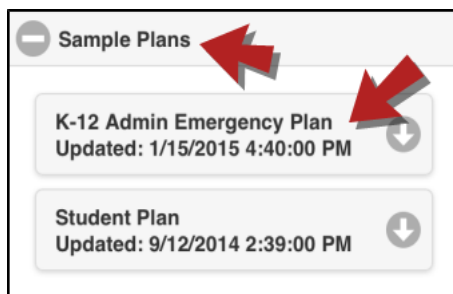 Sample Plans
K-12 Admin Emergency Plan
Updated: 1/15/2015 4:40:00 PM
Student Plan
Updated: 9/12/2014 2:39:00 PM